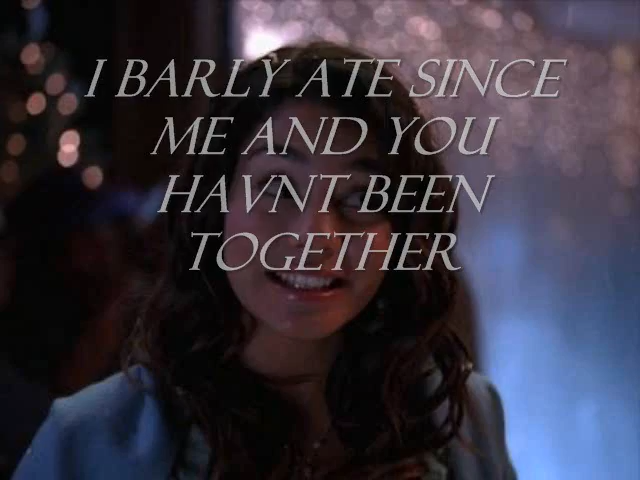 I BARLY ATE SINCE
ME AND YOU
HAVNT BEEN
TOGETHER